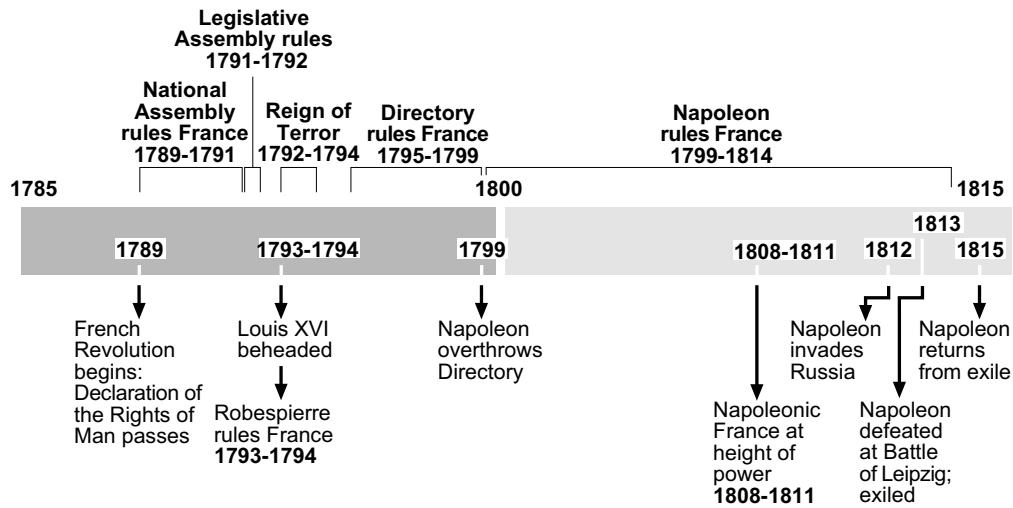 Legislative
Assembly rules
1791-1792
National
Assembly
rules France
1789-1791
Reign of
Terror
1792-1794
Directory
rules France
1795-1799
Napoleon
rules France
1799-1814
1785
1800
1815
1789
1793-1794
1799
1808-1811
1812
1813
1815
French
Revolution
begins:
Declaration of
the Rights of
Man passes
Louis XVI
beheaded
Robespierre
rules France
1793-1794
Napoleon
overthrows
Directory
Napoleonic
France at
height of
power
1808-1811
Napoleon
invades
Russia
Napoleon
defeated
at Battle
of Leipzig;
exiled
Napoleon
returns
from exile